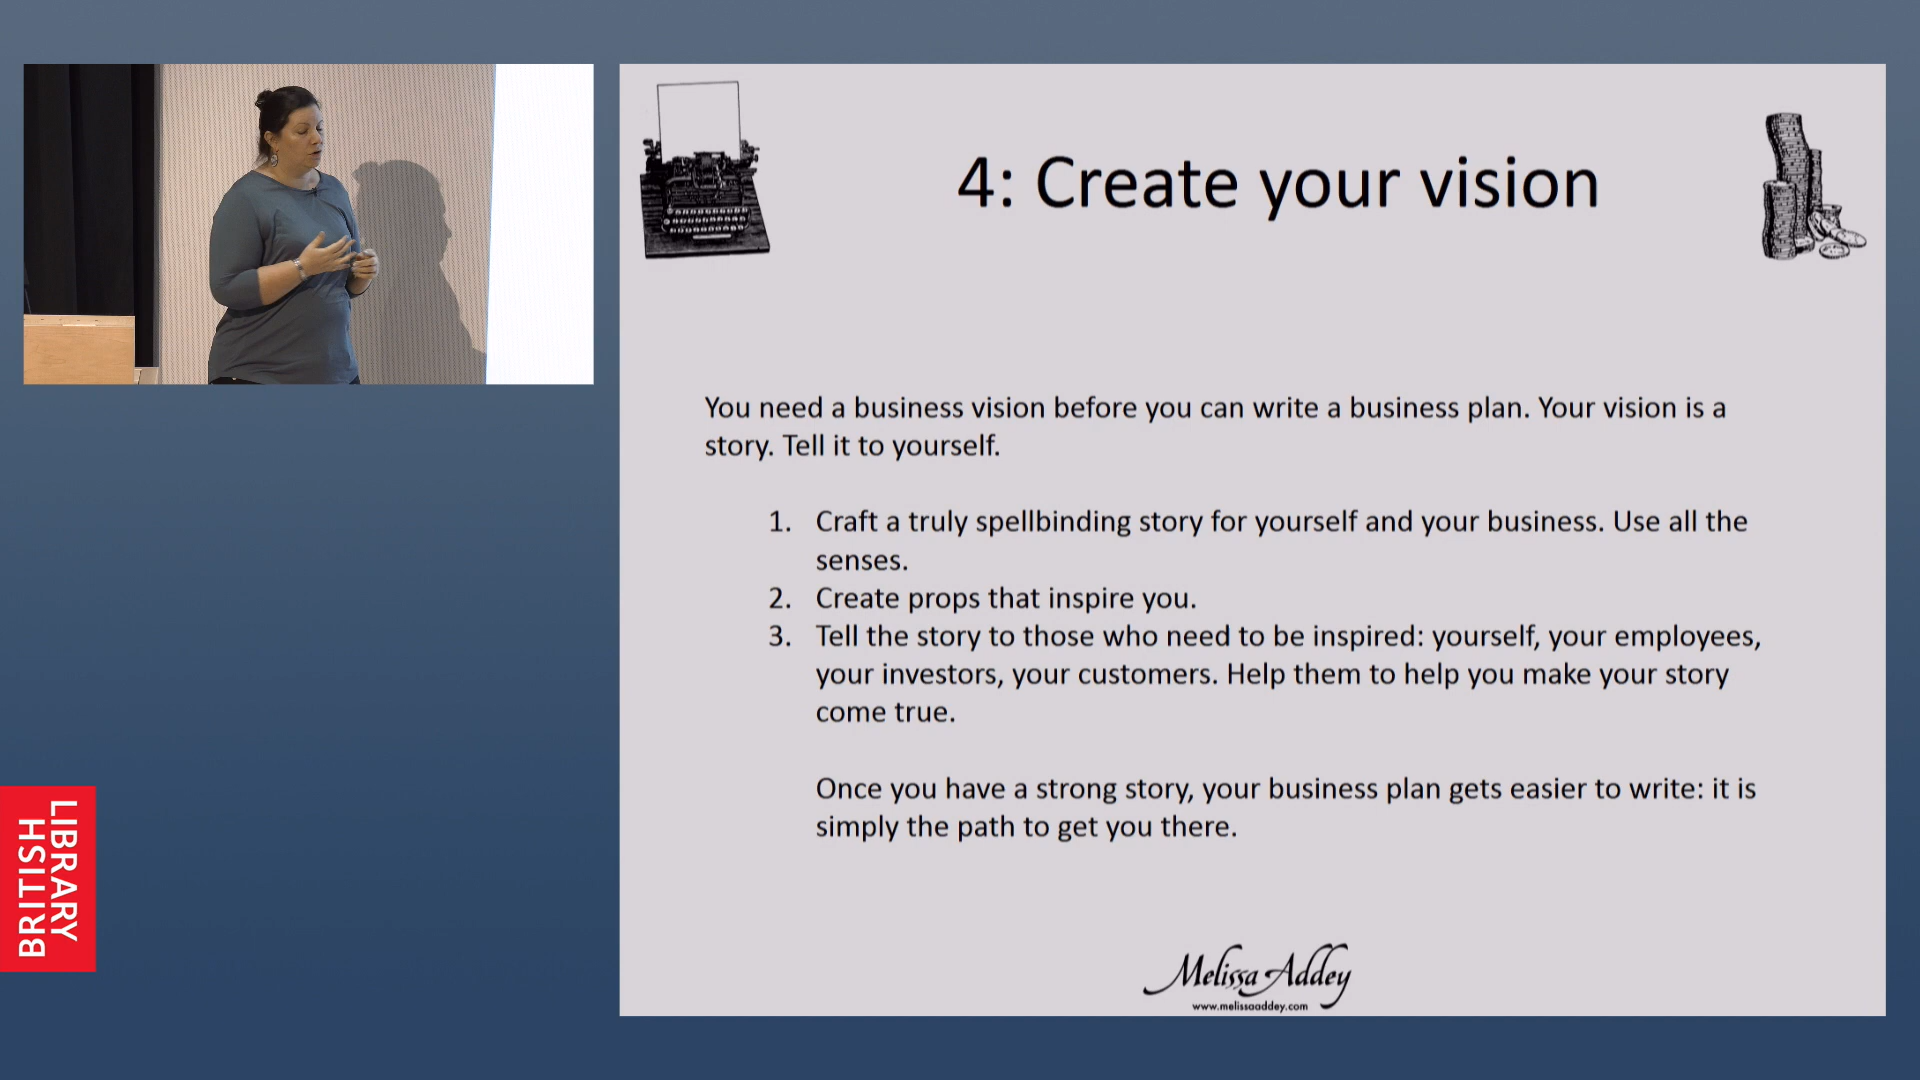 4: Create your vision
You need a business vision before you can write a business plan. Your vision is a
story. Tell it to yourself.
1. Craft a truly spellbinding story for yourself and your business. Use all the
senses.
2. Create props that inspire you.
3. Tell the story to those who need to be inspired: yourself, your employees,
your investors, your customers. Help them to help you make your story
come true.
Once you have a strong story, your business plan gets easier to write: it is
simply the path to get you there.
Melissa Addey
www.melissaaddey.com
BRITISH
LIBRARY